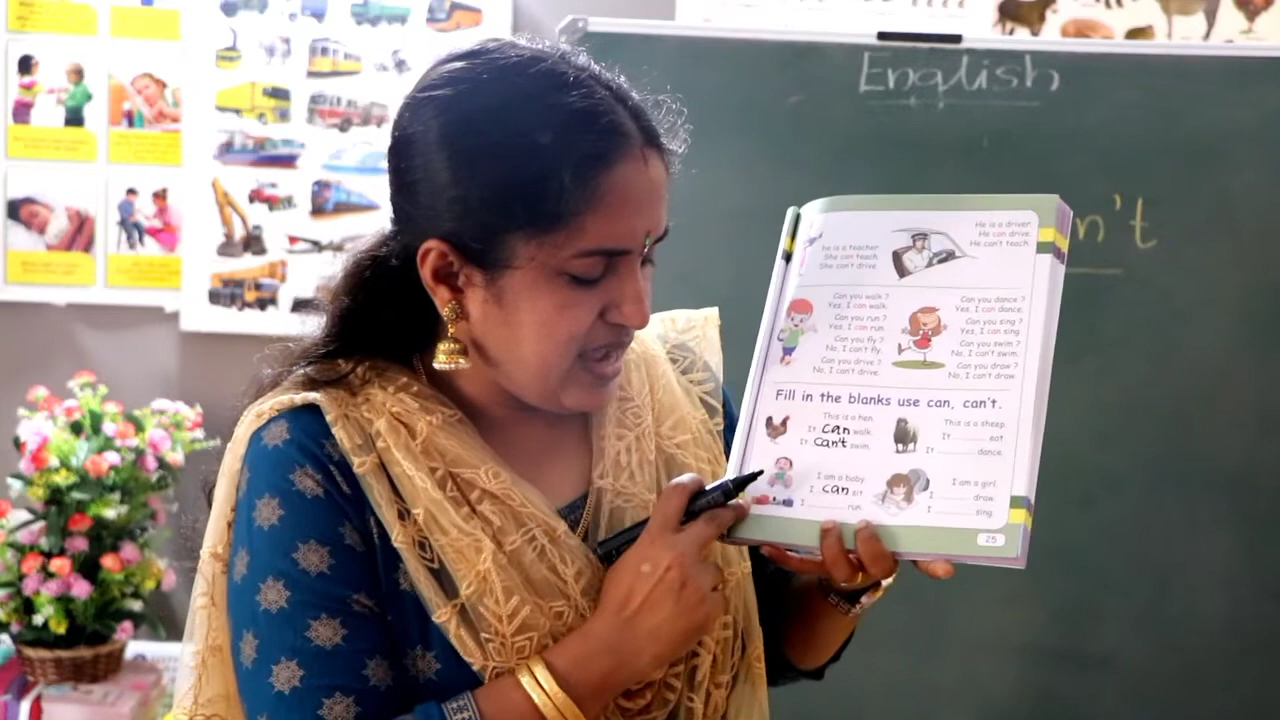 English
n't
he is a teacher.
She can teach.
She can't drive
He is a driver.
He can drive.
He can't teach.
Can you walk ?
Yes, I can walk.
Can you run ?
Yes, I can run
Can you fly ?
No, I can't fly.
Can you drive ?
No, I can't drive.
Can you dance ?
Yes, I can dance.
Can you sing ?
Yes, I can sing.
Can you swim ?
No, I can't swim.
Can you draw ?
No, I can't draw.
Fill in the blanks use can, can't.
This is a hen.
It can walk.
It can't swim.
This is a sheep.
It ............ eat.
It ............ dance.
I am a baby.
I can sit
I ............ run.
I am a girl.
I ............ draw.
I ............ sing.
25